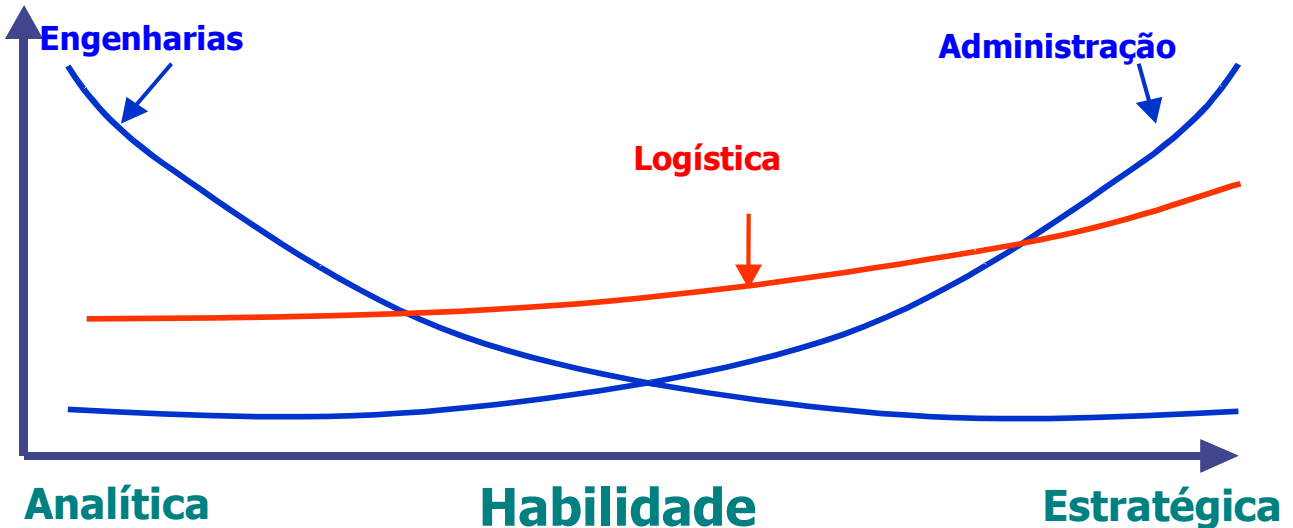 Engenharias
Administração
Logística
Analítica
Habilidade
Estratégica